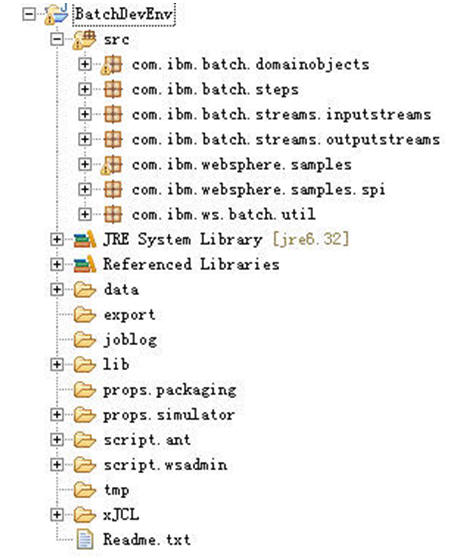 BatchDevEnv
src
com.ibm.batch.domainobjects
com.ibm.batch.steps
com.ibm.batch.streams.inputstreams
com.ibm.batch.streams.outputstreams
com.ibm.websphere.samples
com.ibm.websphere.samples.spi
com.ibm.ws.batch.util
JRE System Library [jre6.32]
Referenced Libraries
data
export
joblog
lib
props.packaging
props.simulator
script.ant
script.wsadmin
tmp
xJCL
Readme.txt